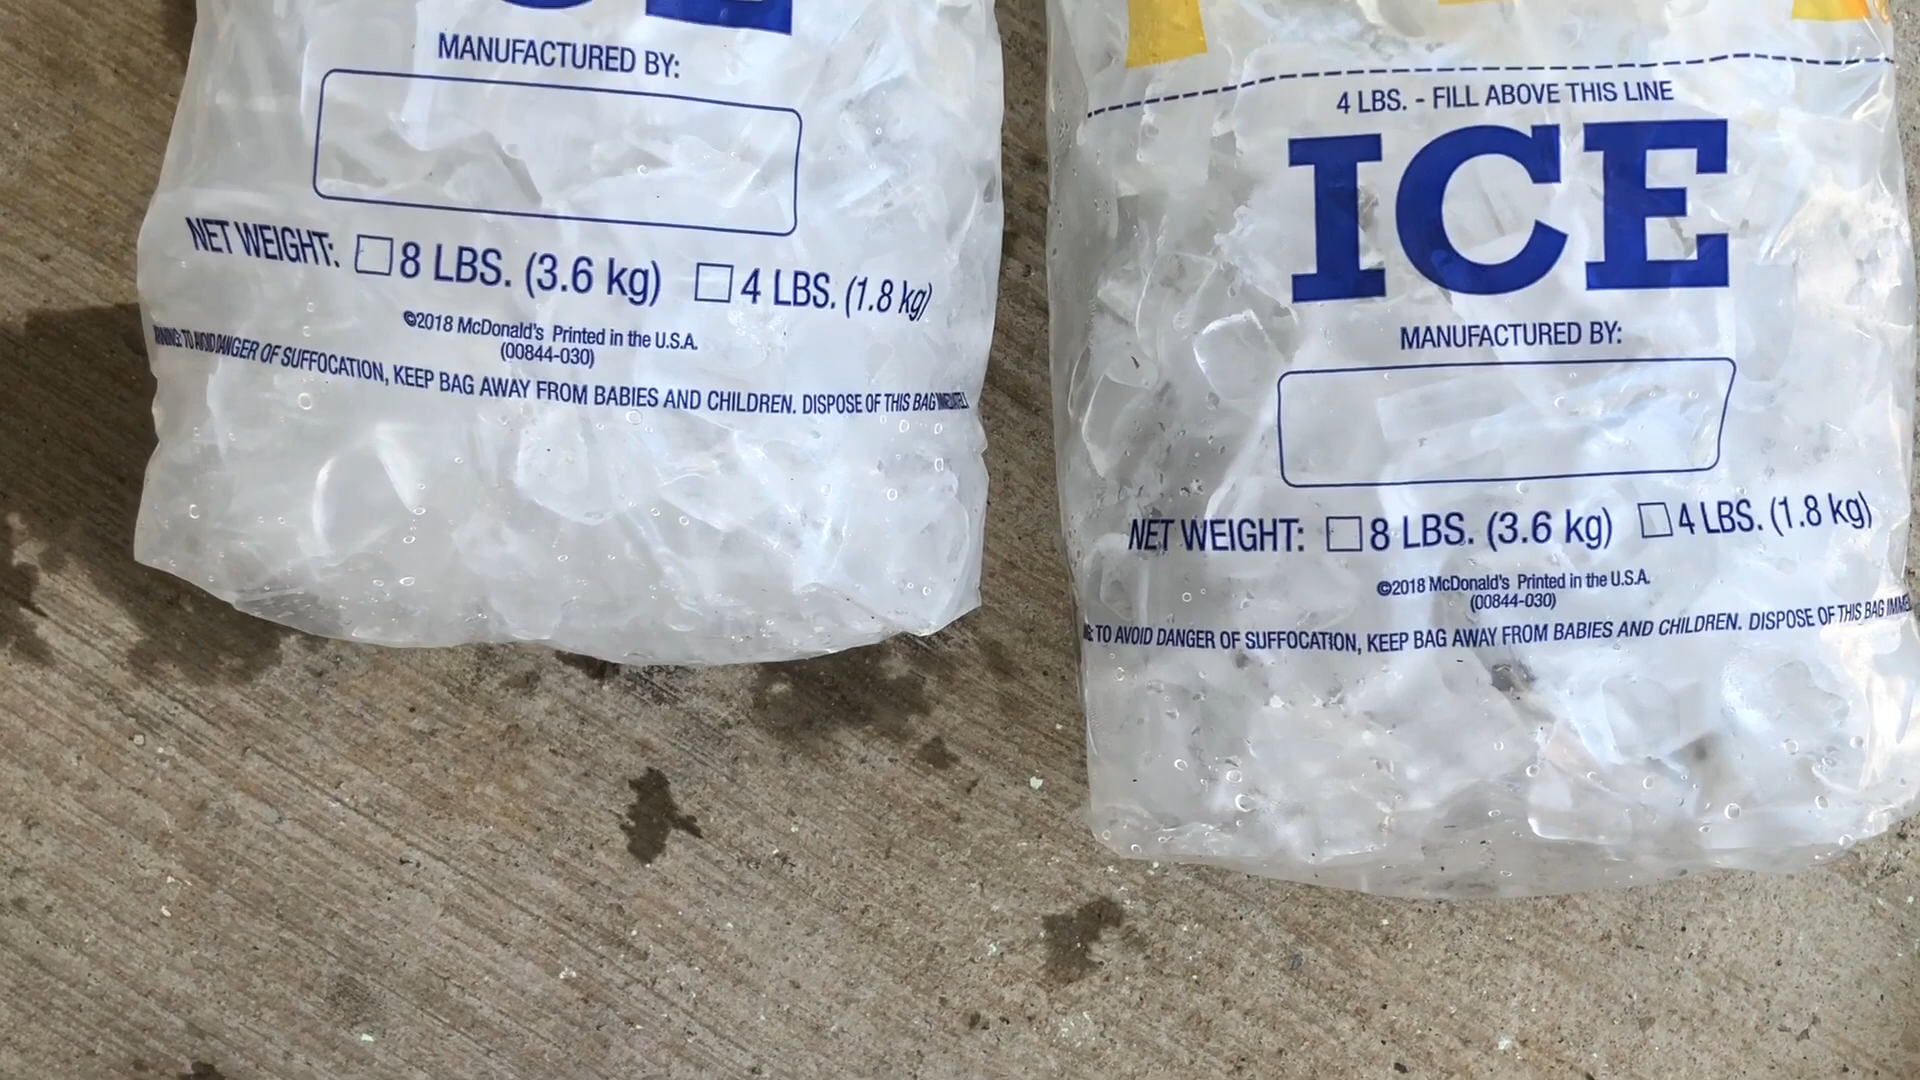 MANUFACTURED BY:
NET WEIGHT: 8 LBS. (3.6 kg) 4 LBS. (1.8 kg)
©2018 McDonald's Printed in the U.S.A.
(00844-030)
TO AVOID DANGER OF SUFFOCATION, KEEP BAG AWAY FROM BABIES AND CHILDREN. DISPOSE OF THIS BAG
4 LBS. - FILL ABOVE THIS LINE
ICE
MANUFACTURED BY:
NET WEIGHT: 8 LBS. (3.6 kg) 4 LBS. (1.8 kg)
©2018 McDonald's Printed in the U.S.A.
(00844-030)
TO AVOID DANGER OF SUFFOCATION, KEEP BAG AWAY FROM BABIES AND CHILDREN. DISPOSE OF THIS BAG